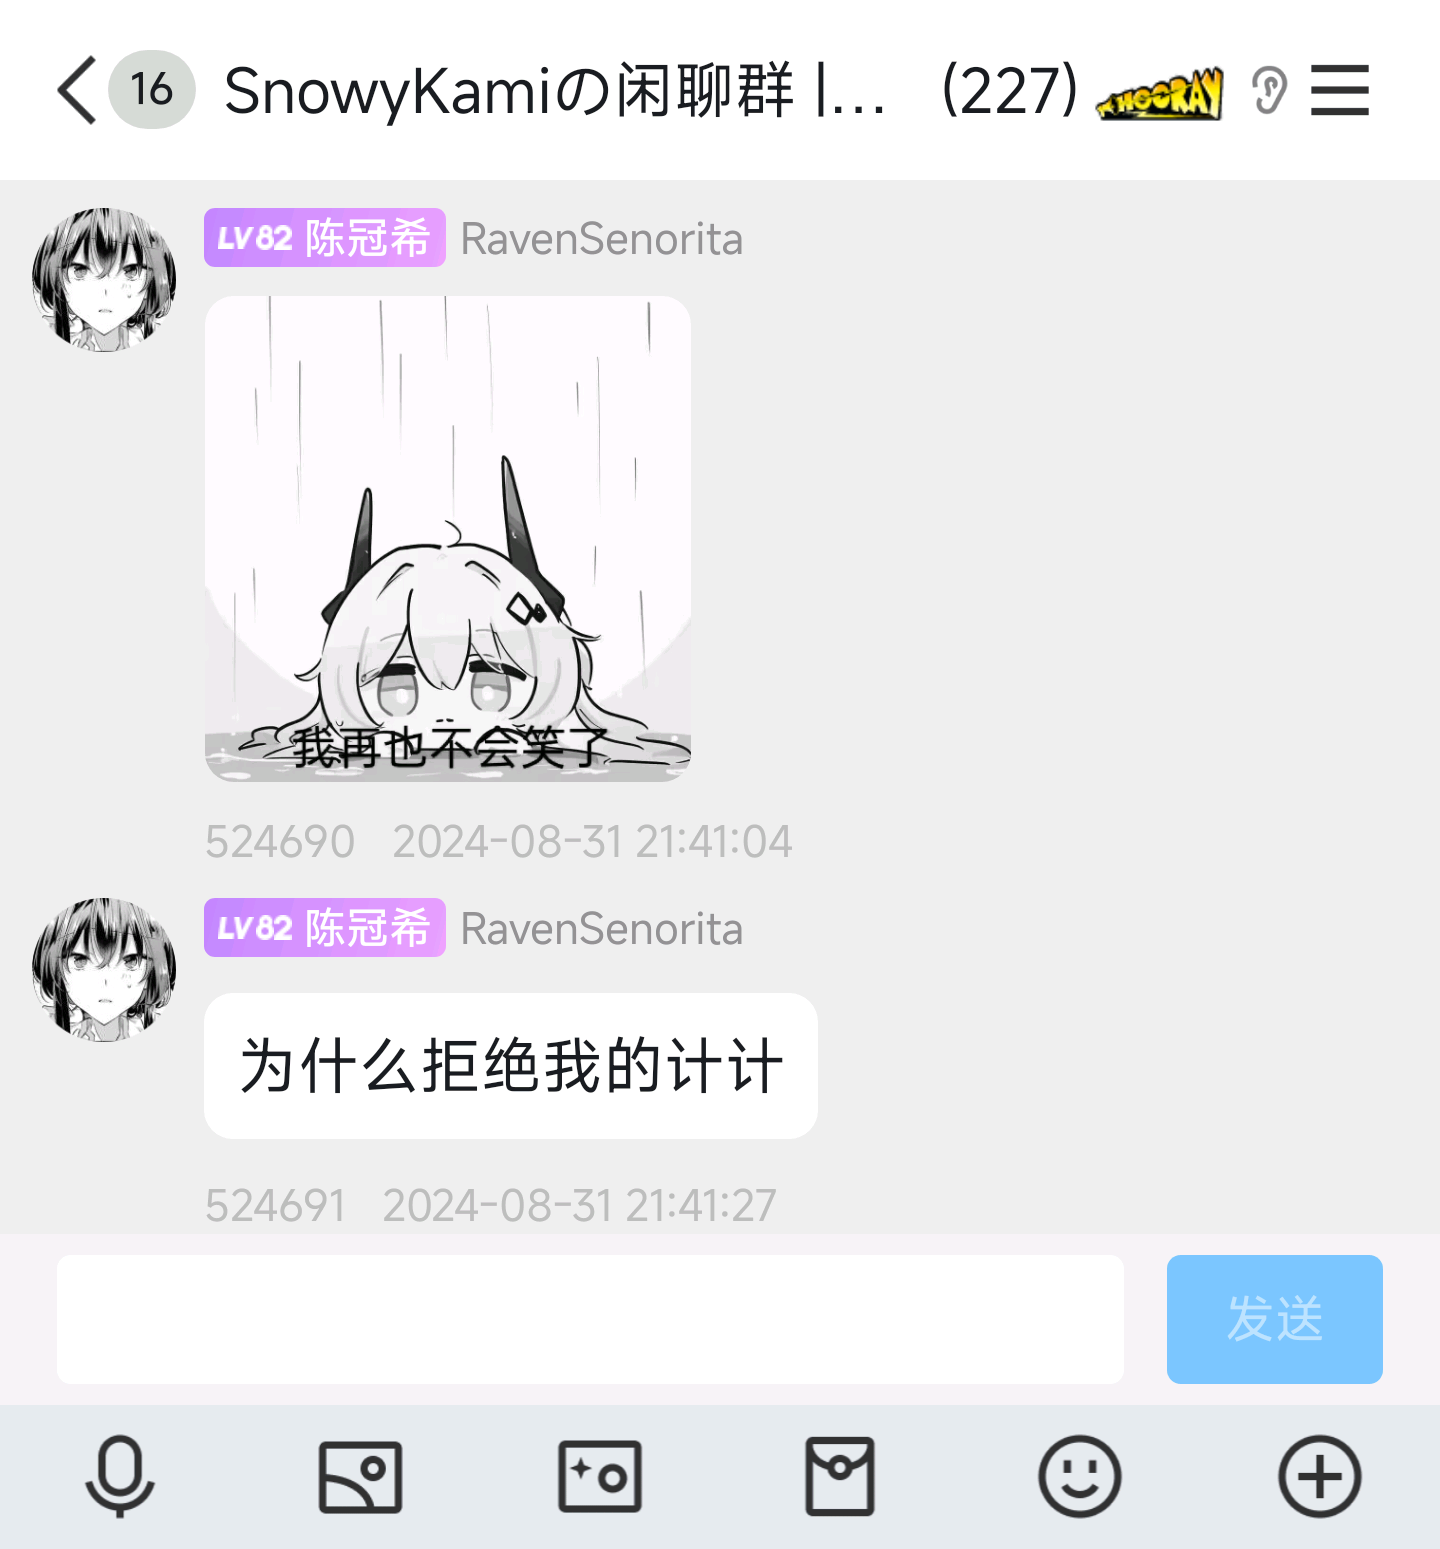 16 SnowyKamiの闲聊群 |... (227) HOORAY
LV82 陈冠希 RavenSenorita
我再也不会笑了
524690 2024-08-31 21:41:04
LV82 陈冠希 RavenSenorita
为什么拒绝我的计计
524691 2024-08-31 21:41:27
发送